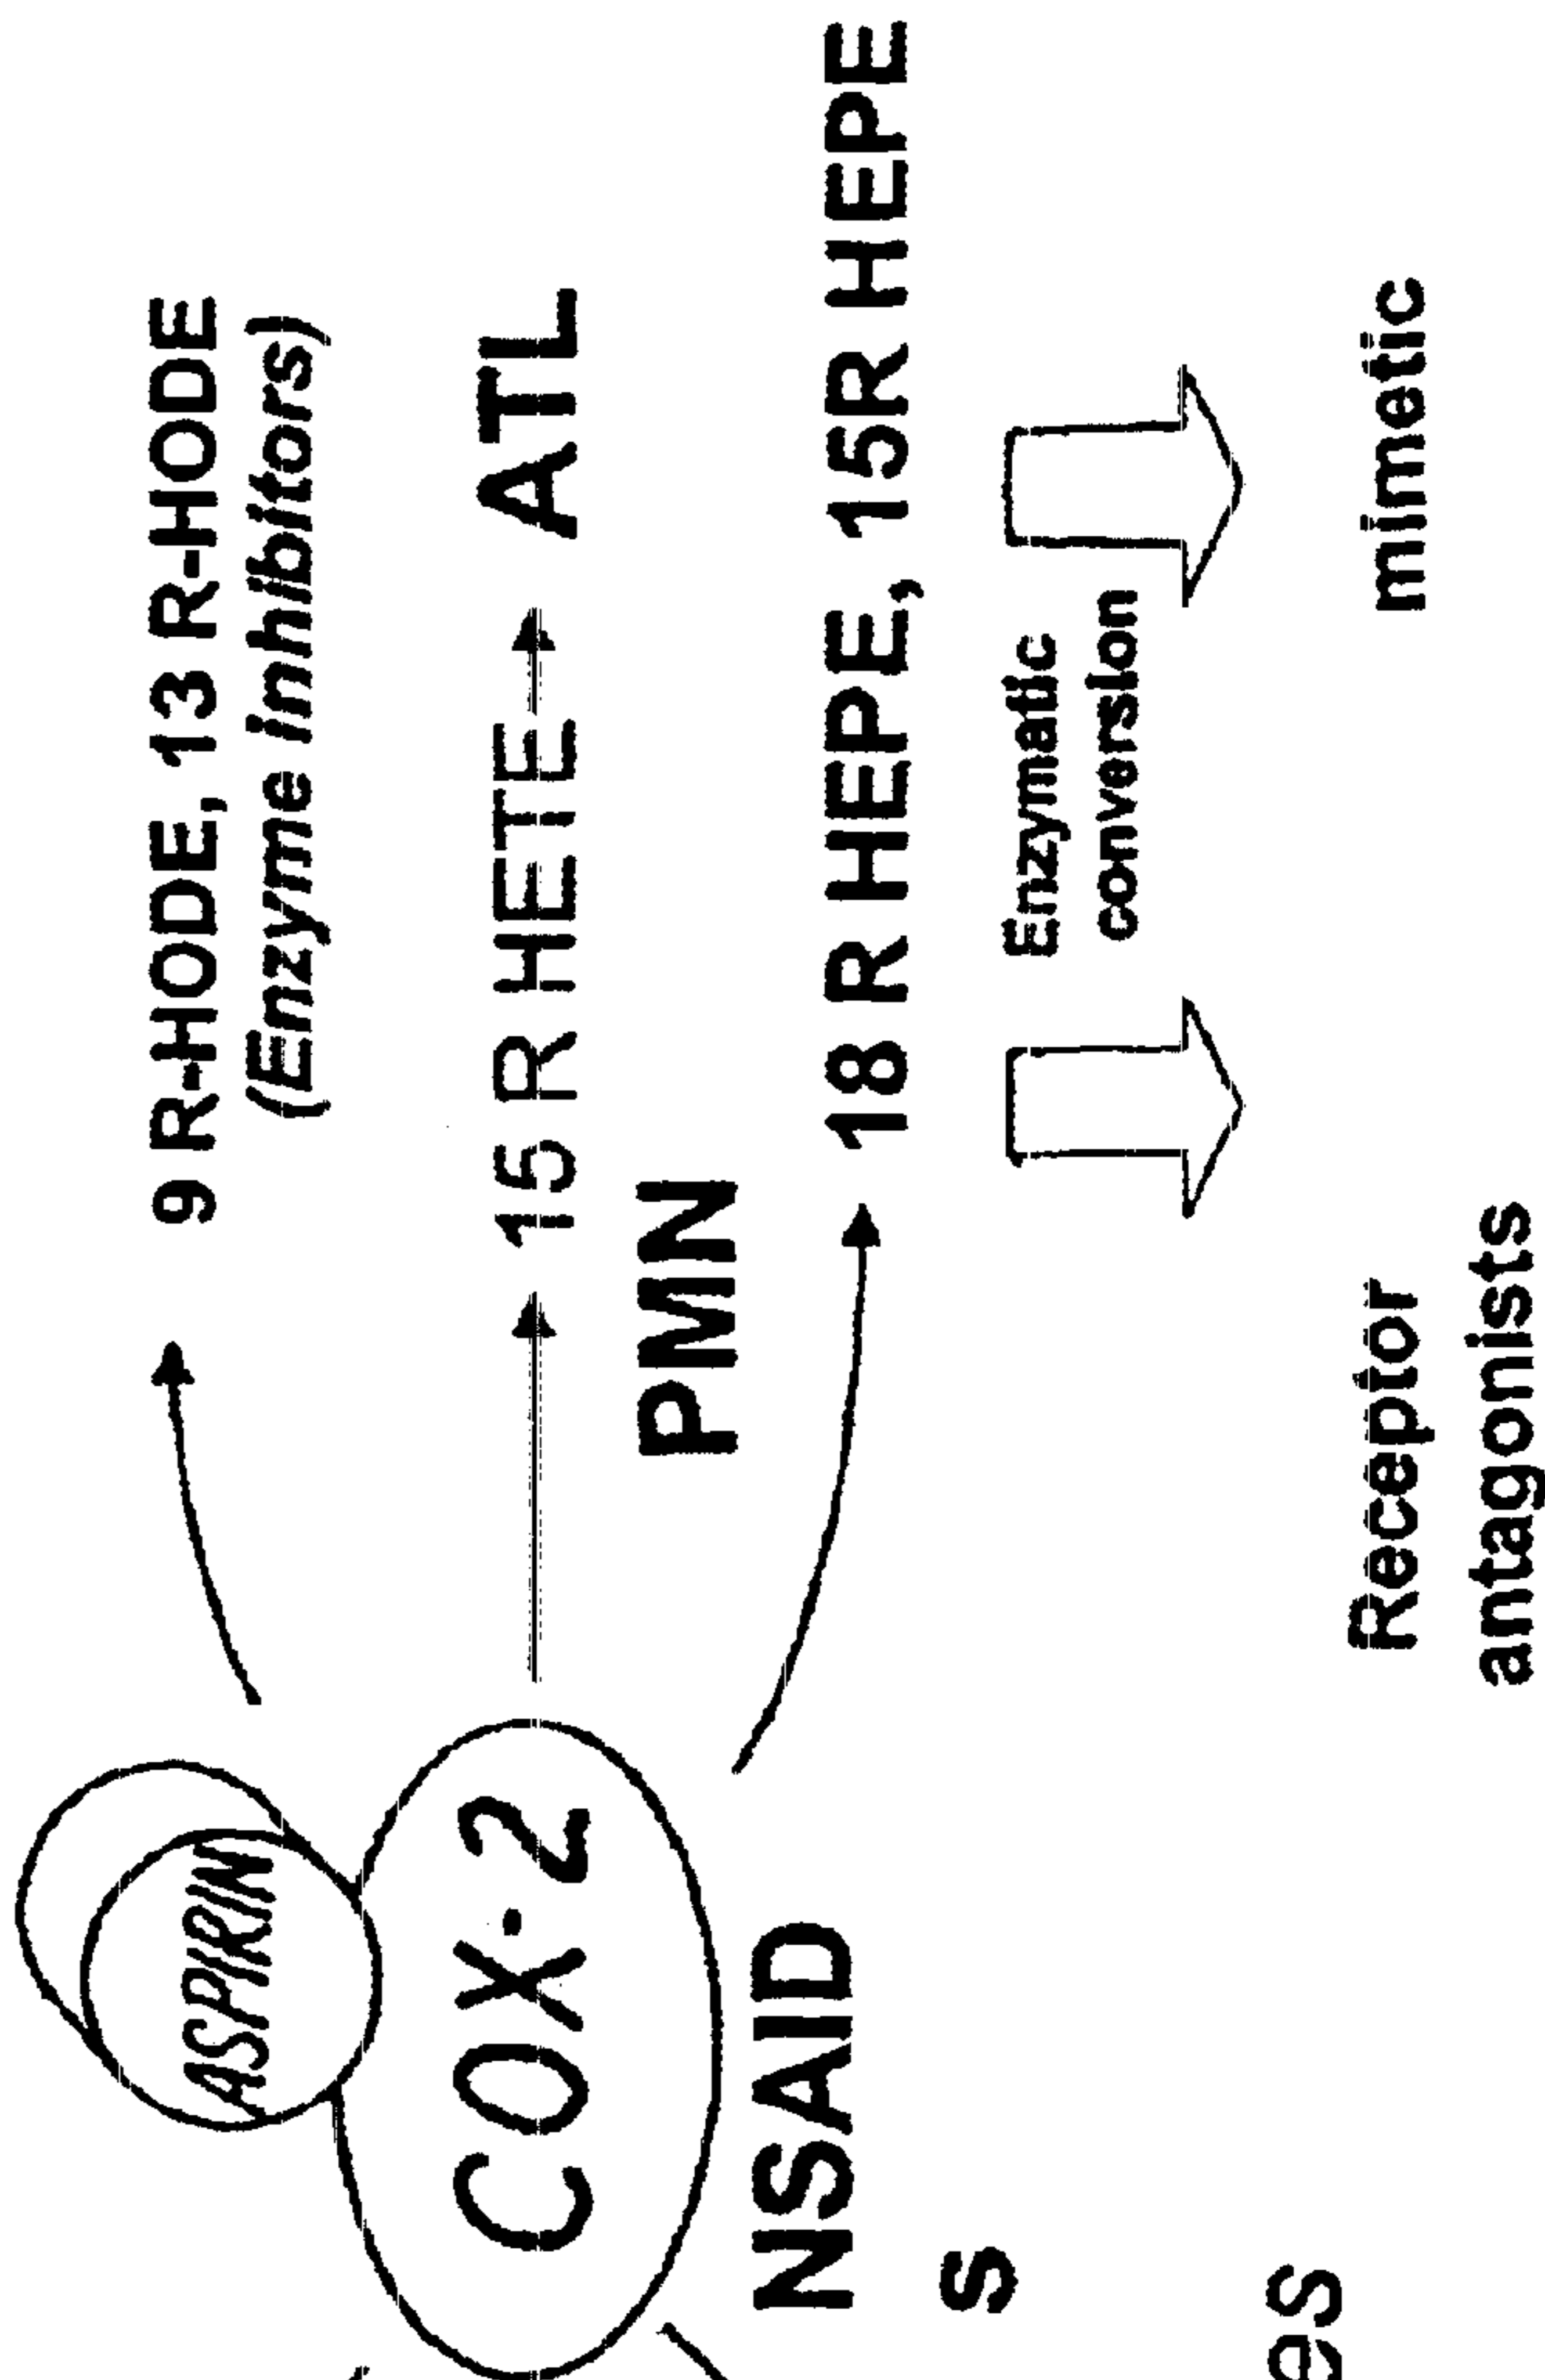 9 R-HODE, 13 R-HODE
(Enzyme inhibitors)
ASPIRIN
COX-2
15 R HETE
ATL
PMN
NSAID
18 R HEPE, 15R HEPE
s
Enzymatic
conversion
es
Receptor
antagonists
mimetic